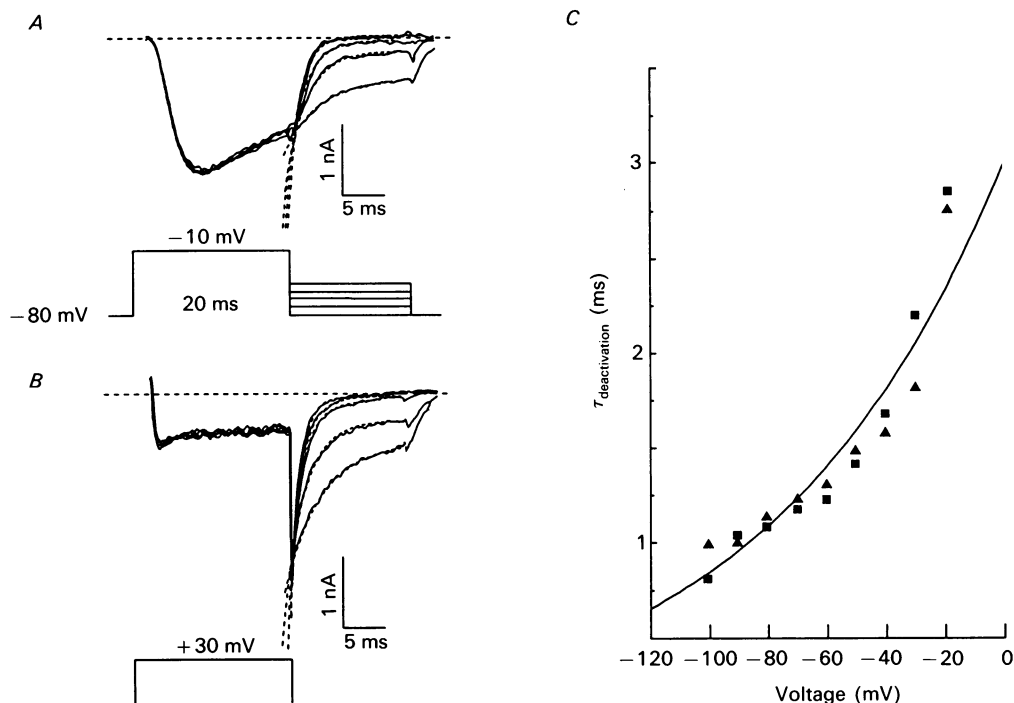 A
1 nA
5 ms
−10 mV
20 ms
−80 mV
B
1 nA
5 ms
+30 mV
C
3
2
1
τdeactivation (ms)
−120 −100 −80 −60 −40 −20 0
Voltage (mV)